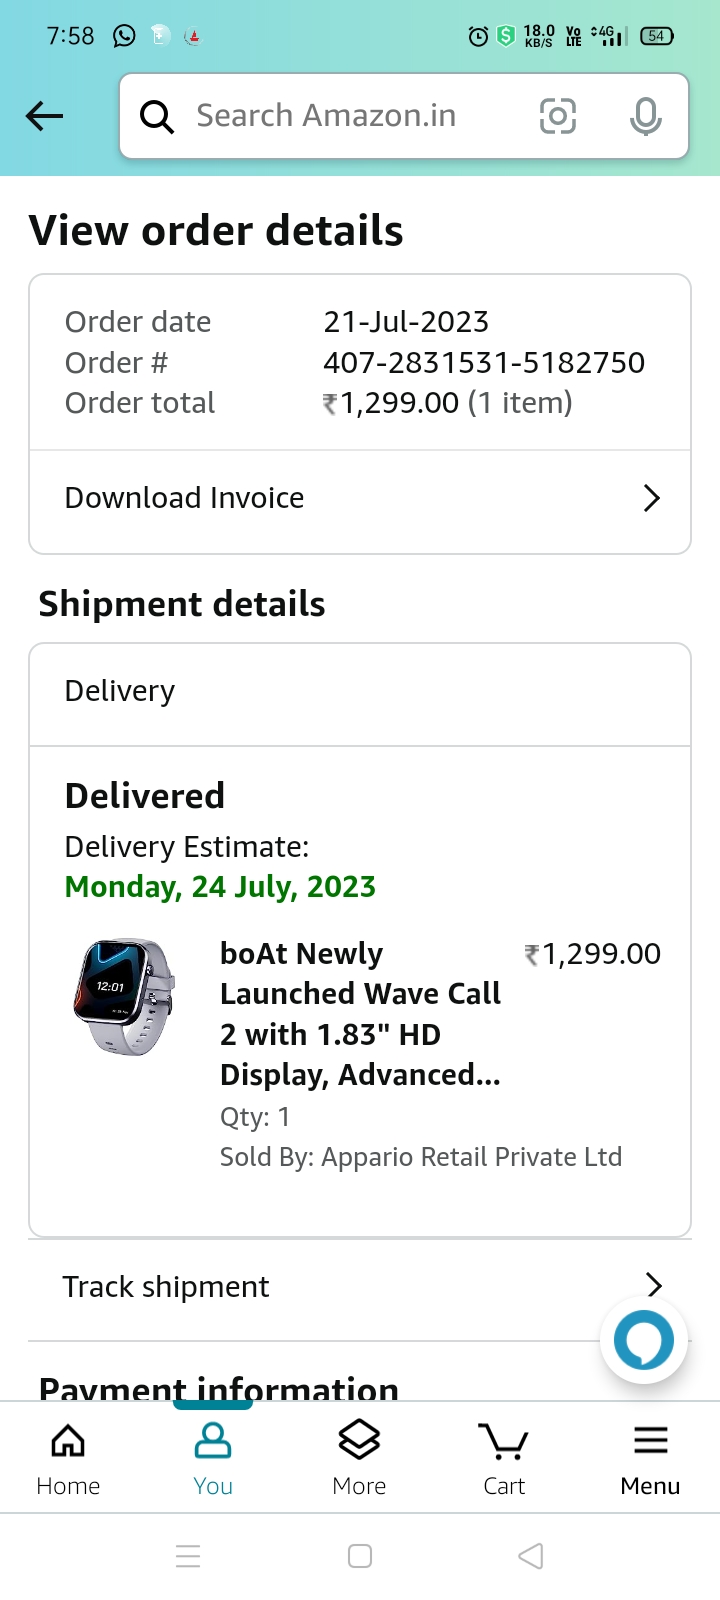 7:58
18.0 KB/S
Vo LTE
4G
54
Search Amazon.in
View order details
Order date 21-Jul-2023
Order # 407-2831531-5182750
Order total ₹1,299.00 (1 item)
Download Invoice
Shipment details
Delivery
Delivered
Delivery Estimate:
Monday, 24 July, 2023
12:01
boAt Newly ₹1,299.00
Launched Wave Call
2 with 1.83" HD
Display, Advanced...
Qty: 1
Sold By: Appario Retail Private Ltd
Track shipment
Payment information
Home You More Cart Menu